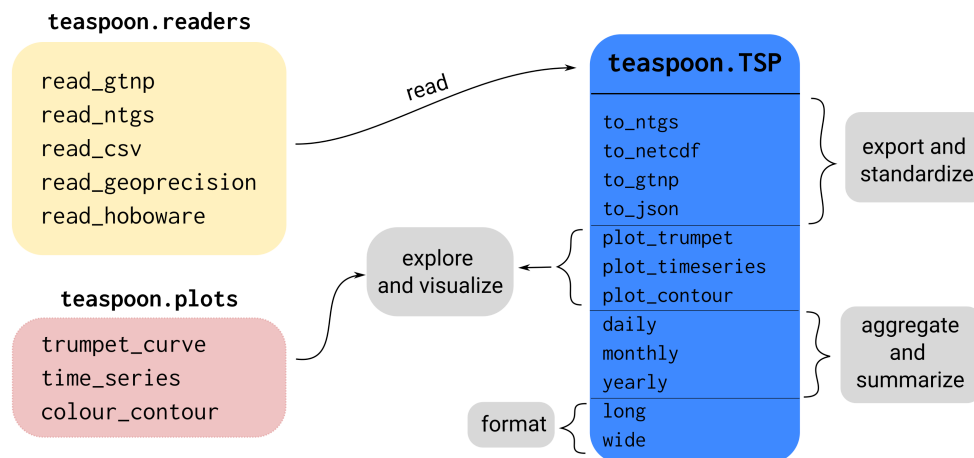 teaspoon.readers
read_gtnp
read_ntgs
read_csv
read_geoprecision
read_hoboware
read
teaspoon.plots
trumpet_curve
time_series
colour_contour
explore
and visualize
teaspoon.TSP
to_ntgs
to_netcdf
to_gtnp
to_json
plot_trumpet
plot_timeseries
plot_contour
daily
monthly
yearly
long
wide
export and
standardize
aggregate
and
summarize
format